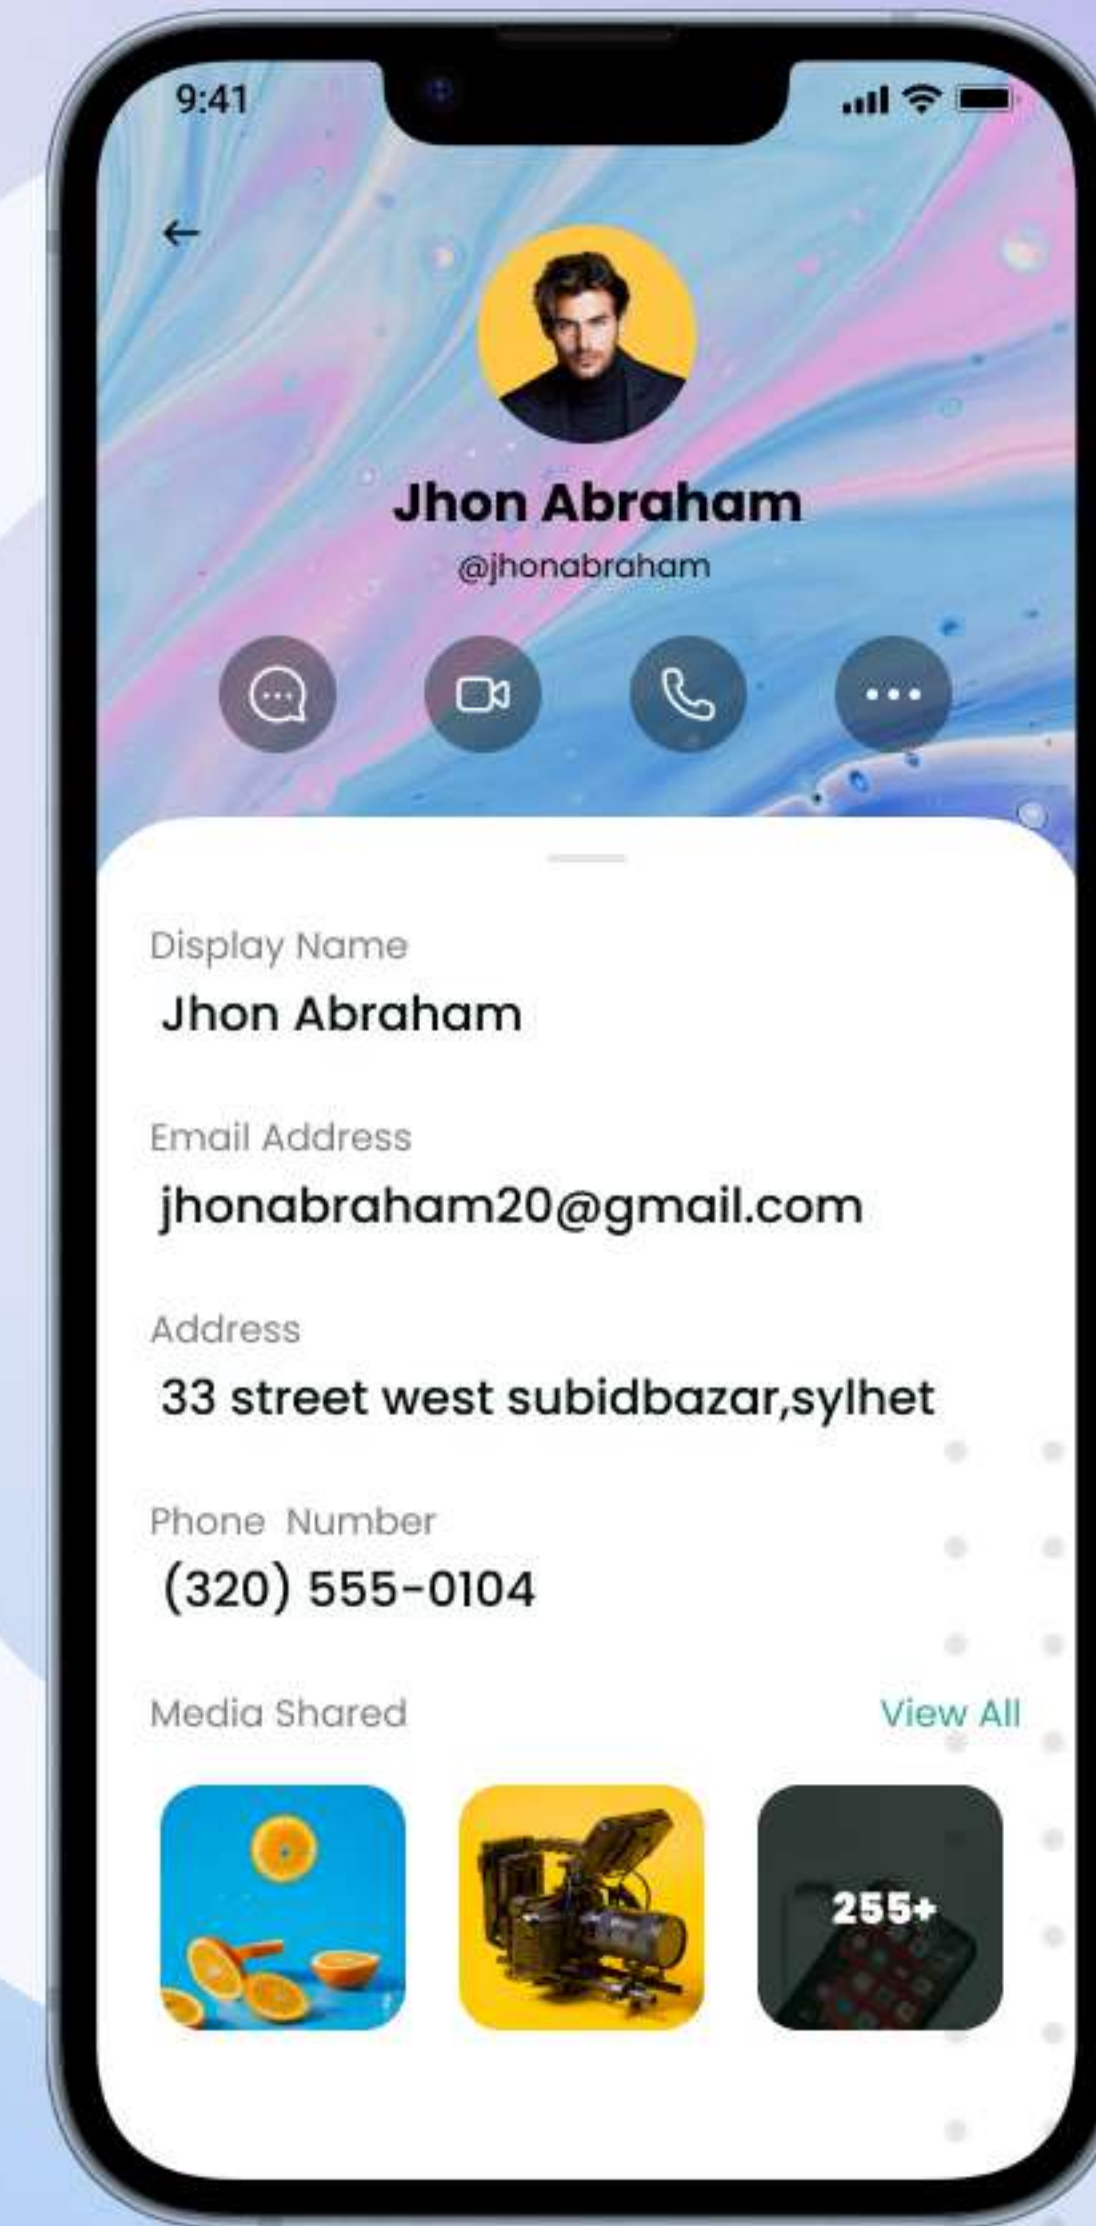 9:41
Jhon Abraham
@jhonabraham
Display Name
Jhon Abraham
Email Address
jhonabraham20@gmail.com
Address
33 street west subidbazar,sylhet
Phone Number
(320) 555-0104
Media Shared
View All
255+